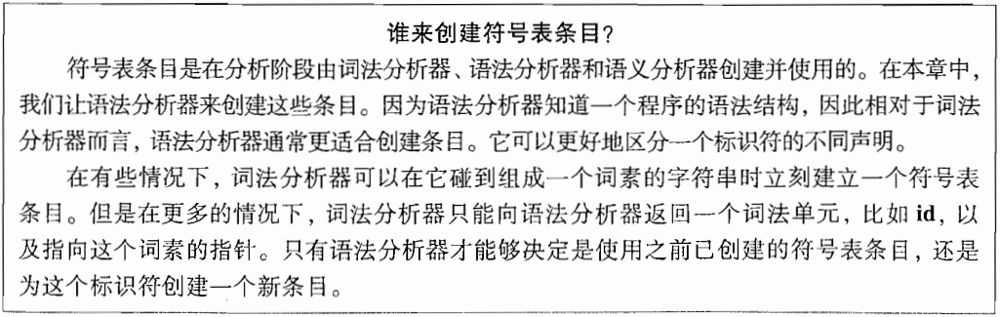 谁来创建符号表条目?
符号表条目是在分析阶段由词法分析器、语法分析器和语义分析器创建并使用的。在本章中，
我们让语法分析器来创建这些条目。因为语法分析器知道一个程序的语法结构，因此相对于词法
分析器而言，语法分析器通常更适合创建条目。它可以更好地区分一个标识符的不同声明。
在有些情况下，词法分析器可以在它碰到组成一个词素的字符串时立刻建立一个符号表
条目。但是在更多的情况下，词法分析器只能向语法分析器返回一个词法单元，比如 id，以
及指向这个词素的指针。只有语法分析器才能够决定是使用之前已创建的符号表条目，还是
为这个标识符创建一个新条目。